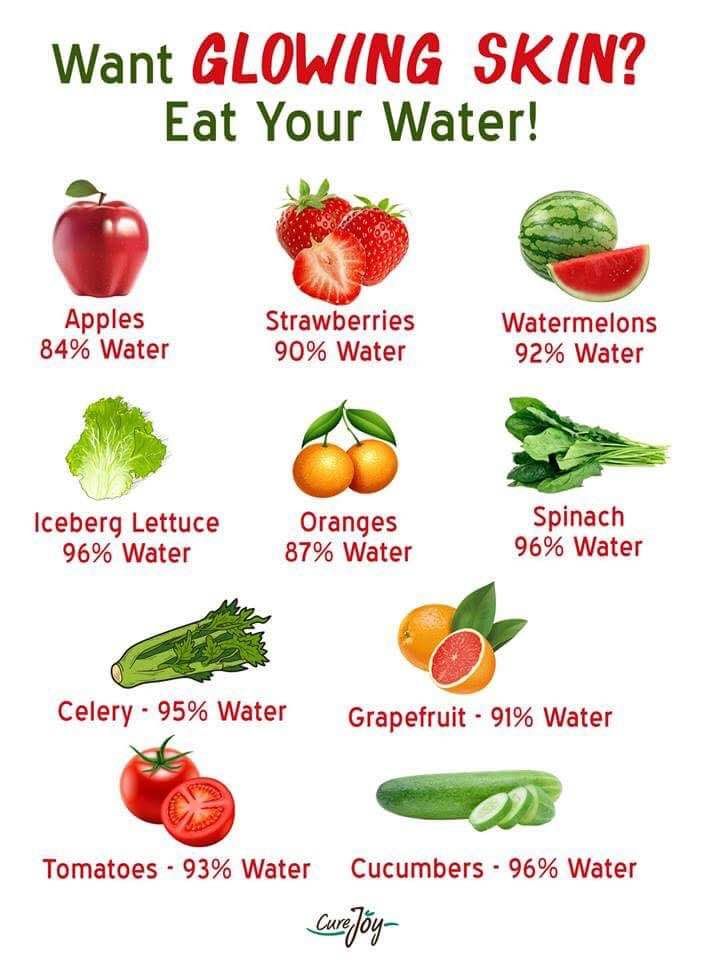 Want GLOWING SKIN?
Eat Your Water!
Apples
84% Water
Strawberries
90% Water
Watermelons
92% Water
Iceberg Lettuce
96% Water
Oranges
87% Water
Spinach
96% Water
Celery - 95% Water
Grapefruit - 91% Water
Tomatoes - 93% Water
Cucumbers - 96% Water
CureJoy